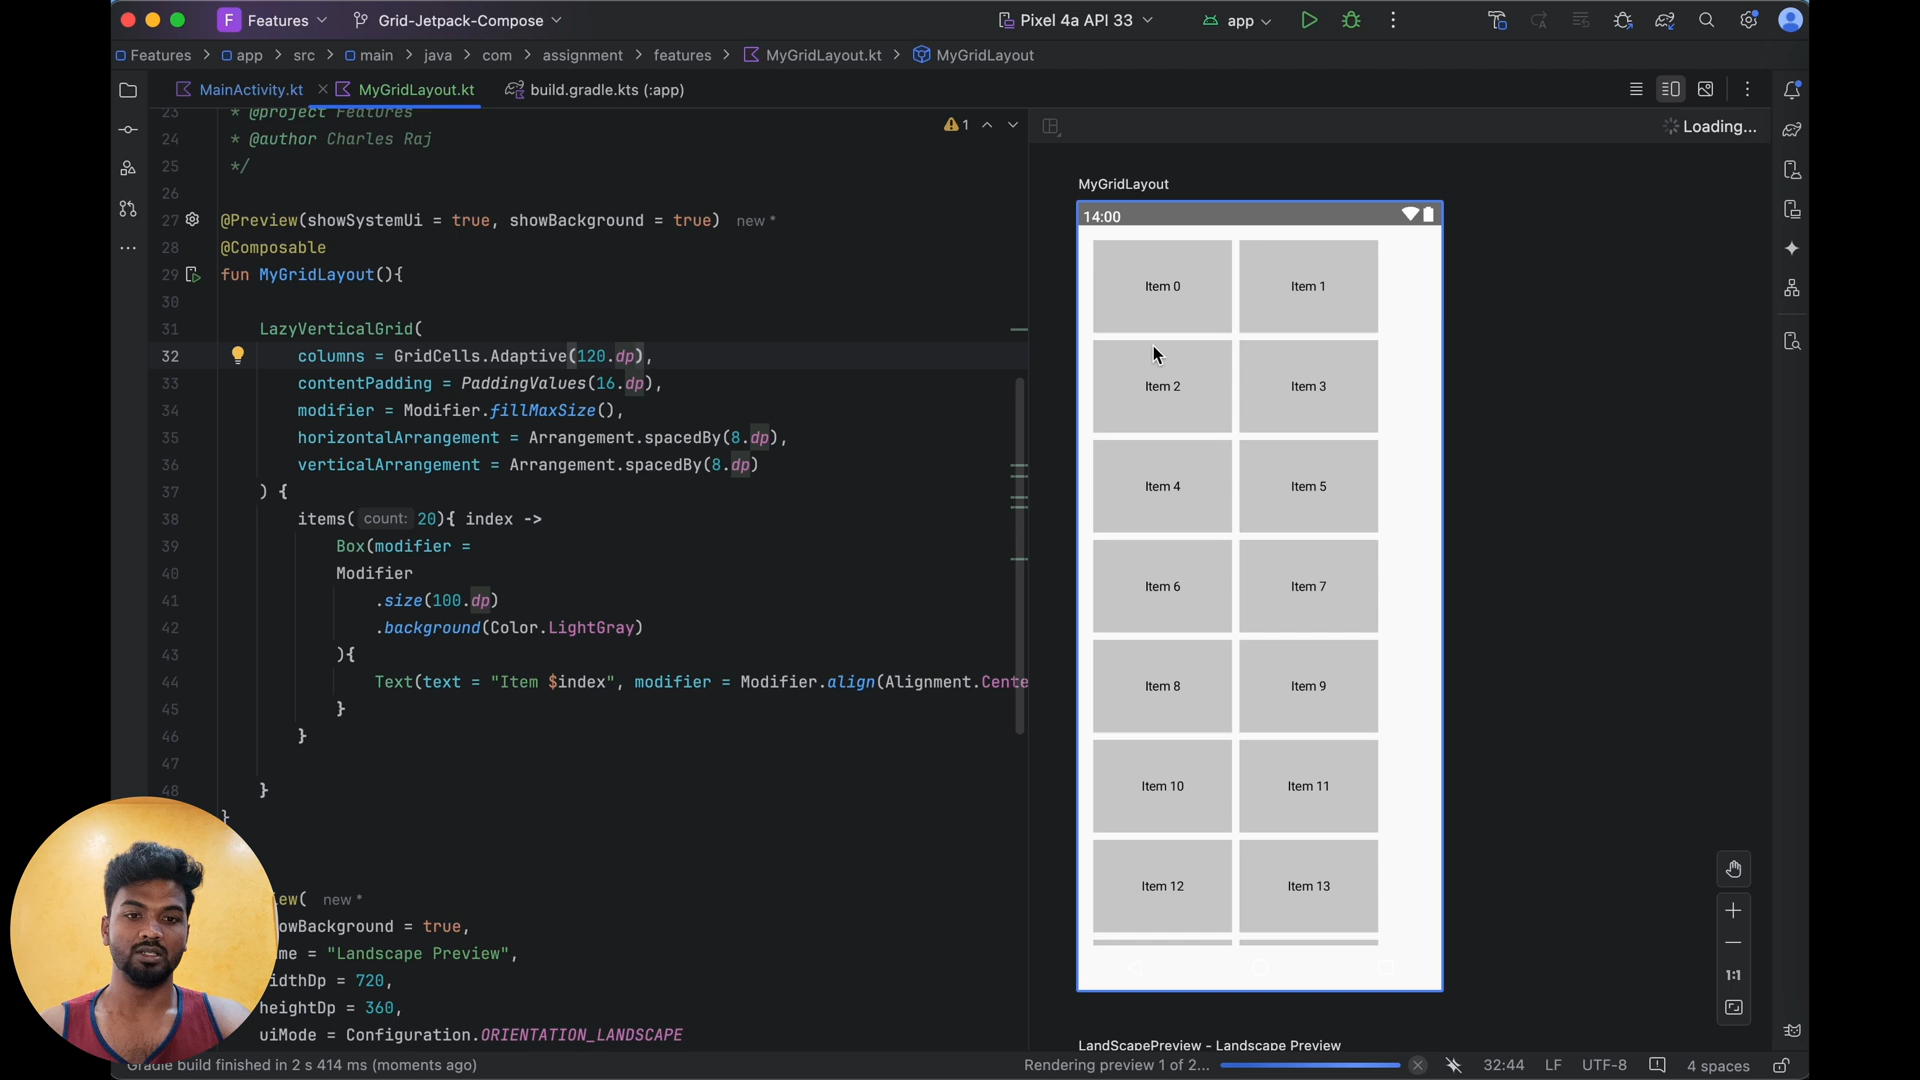 F Features Grid-Jetpack-Compose Pixel 4a API 33 app
Features app src main java com assignment features MyGridLayout.kt MyGridLayout
MainActivity.kt MyGridLayout.kt build.gradle.kts (:app)
23 * @project Features
24 * @author Charles Raj
25 */
26
27 @Preview(showSystemUi = true, showBackground = true) new *
28 @Composable
29 fun MyGridLayout(){
30
31 LazyVerticalGrid(
32 columns = GridCells.Adaptive(120.dp),
33 contentPadding = PaddingValues(16.dp),
34 modifier = Modifier.fillMaxSize(),
35 horizontalArrangement = Arrangement.spacedBy(8.dp),
36 verticalArrangement = Arrangement.spacedBy(8.dp)
37 ) {
38 items( count: 20){ index ->
39 Box(modifier =
40 Modifier
41 .size(100.dp)
42 .background(Color.LightGray)
43 ){
44 Text(text = "Item $index", modifier = Modifier.align(Alignment.Cente
45 }
46 }
47
48 }
}
iew( new *
owBackground = true,
me = "Landscape Preview",
idthDp = 720,
heightDp = 360,
uiMode = Configuration.ORIENTATION_LANDSCAPE
1
Loading...
MyGridLayout
14:00
Item 0 Item 1
Item 2 Item 3
Item 4 Item 5
Item 6 Item 7
Item 8 Item 9
Item 10 Item 11
Item 12 Item 13
1:1
LandScapePreview - Landscape Preview
Gradle build finished in 2 s 414 ms (moments ago) Rendering preview 1 of 2... 32:44 LF UTF-8 4 spaces